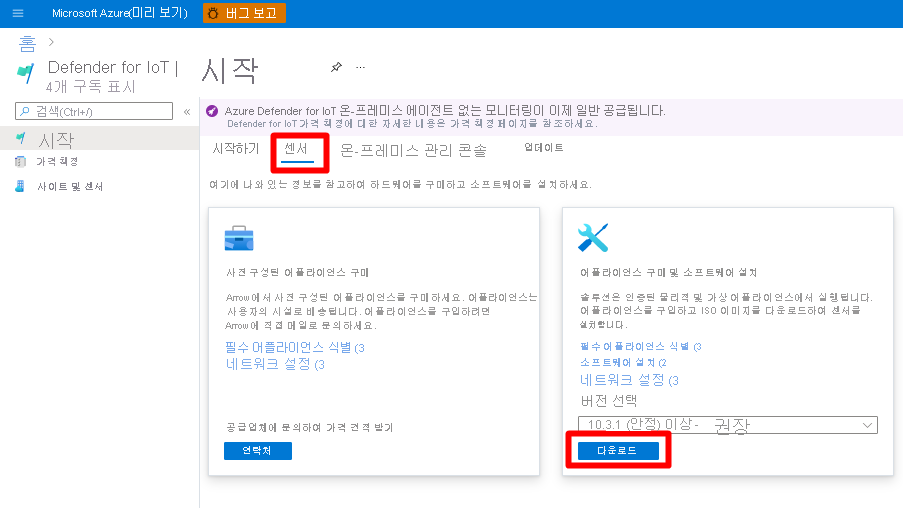 Microsoft Azure(미리 보기)
버그 보고
홈 >
Defender for IoT |
시작
...
4개 구독 표시
검색(Ctrl+/)
«
시작
가격 책정
사이트 및 센서
Azure Defender for IoT 온-프레미스 에이전트 없는 모니터링이 이제 일반 공급됩니다.
Defender for IoT 가격 책정에 대한 자세한 내용은 가격 책정 페이지를 참조하세요.
시작하기
센서
온-프레미스 관리 콘솔
업데이트
여기에 나와 있는 정보를 참고하여 하드웨어를 구매하고 소프트웨어를 설치하세요.
사전 구성된 어플라이언스 구매
Arrow에서 사전 구성된 어플라이언스를 구매하세요. 어플라이언스는
사용자의 시설로 배송됩니다. 어플라이언스를 구입하려면
Arrow에 직접 메일로 문의하세요.
필수 어플라이언스 식별 (3
네트워크 설정 (3
공급업체에 문의하여 가격 견적 받기
연락처
어플라이언스 구매 및 소프트웨어 설치
솔루션은 인증된 물리적 및 가상 어플라이언스에서 실행됩니다.
어플라이언스를 구입하고 ISO 이미지를 다운로드하여 센서를
설치합니다.
필수 어플라이언스 식별 (3
소프트웨어 설치 (2
네트워크 설정 (3
버전 선택
10.3.1 (안정) 이상 - 권장
다운로드